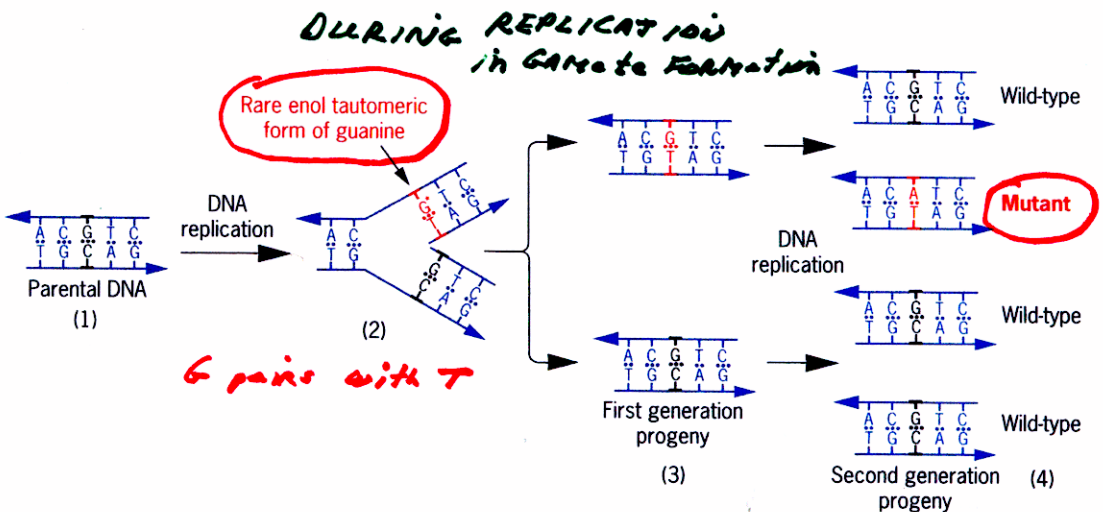 DURING REPLICATION
in GAMete FORMATION
Rare enol tautomeric
form of guanine
A C G T C
T G C A G
Parental DNA
(1)
DNA
replication
A C
T G
G T C
T A G
G T C
C A G
(2)
G pairs with T
A C G T C
T G T A G
A C G T C
T G C A G
First generation
progeny
(3)
DNA
replication
A C G T C
T G C A G
Wild-type
A C A T C
T G T A G
Mutant
A C G T C
T G C A G
Wild-type
A C G T C
T G C A G
Wild-type
Second generation
progeny
(4)